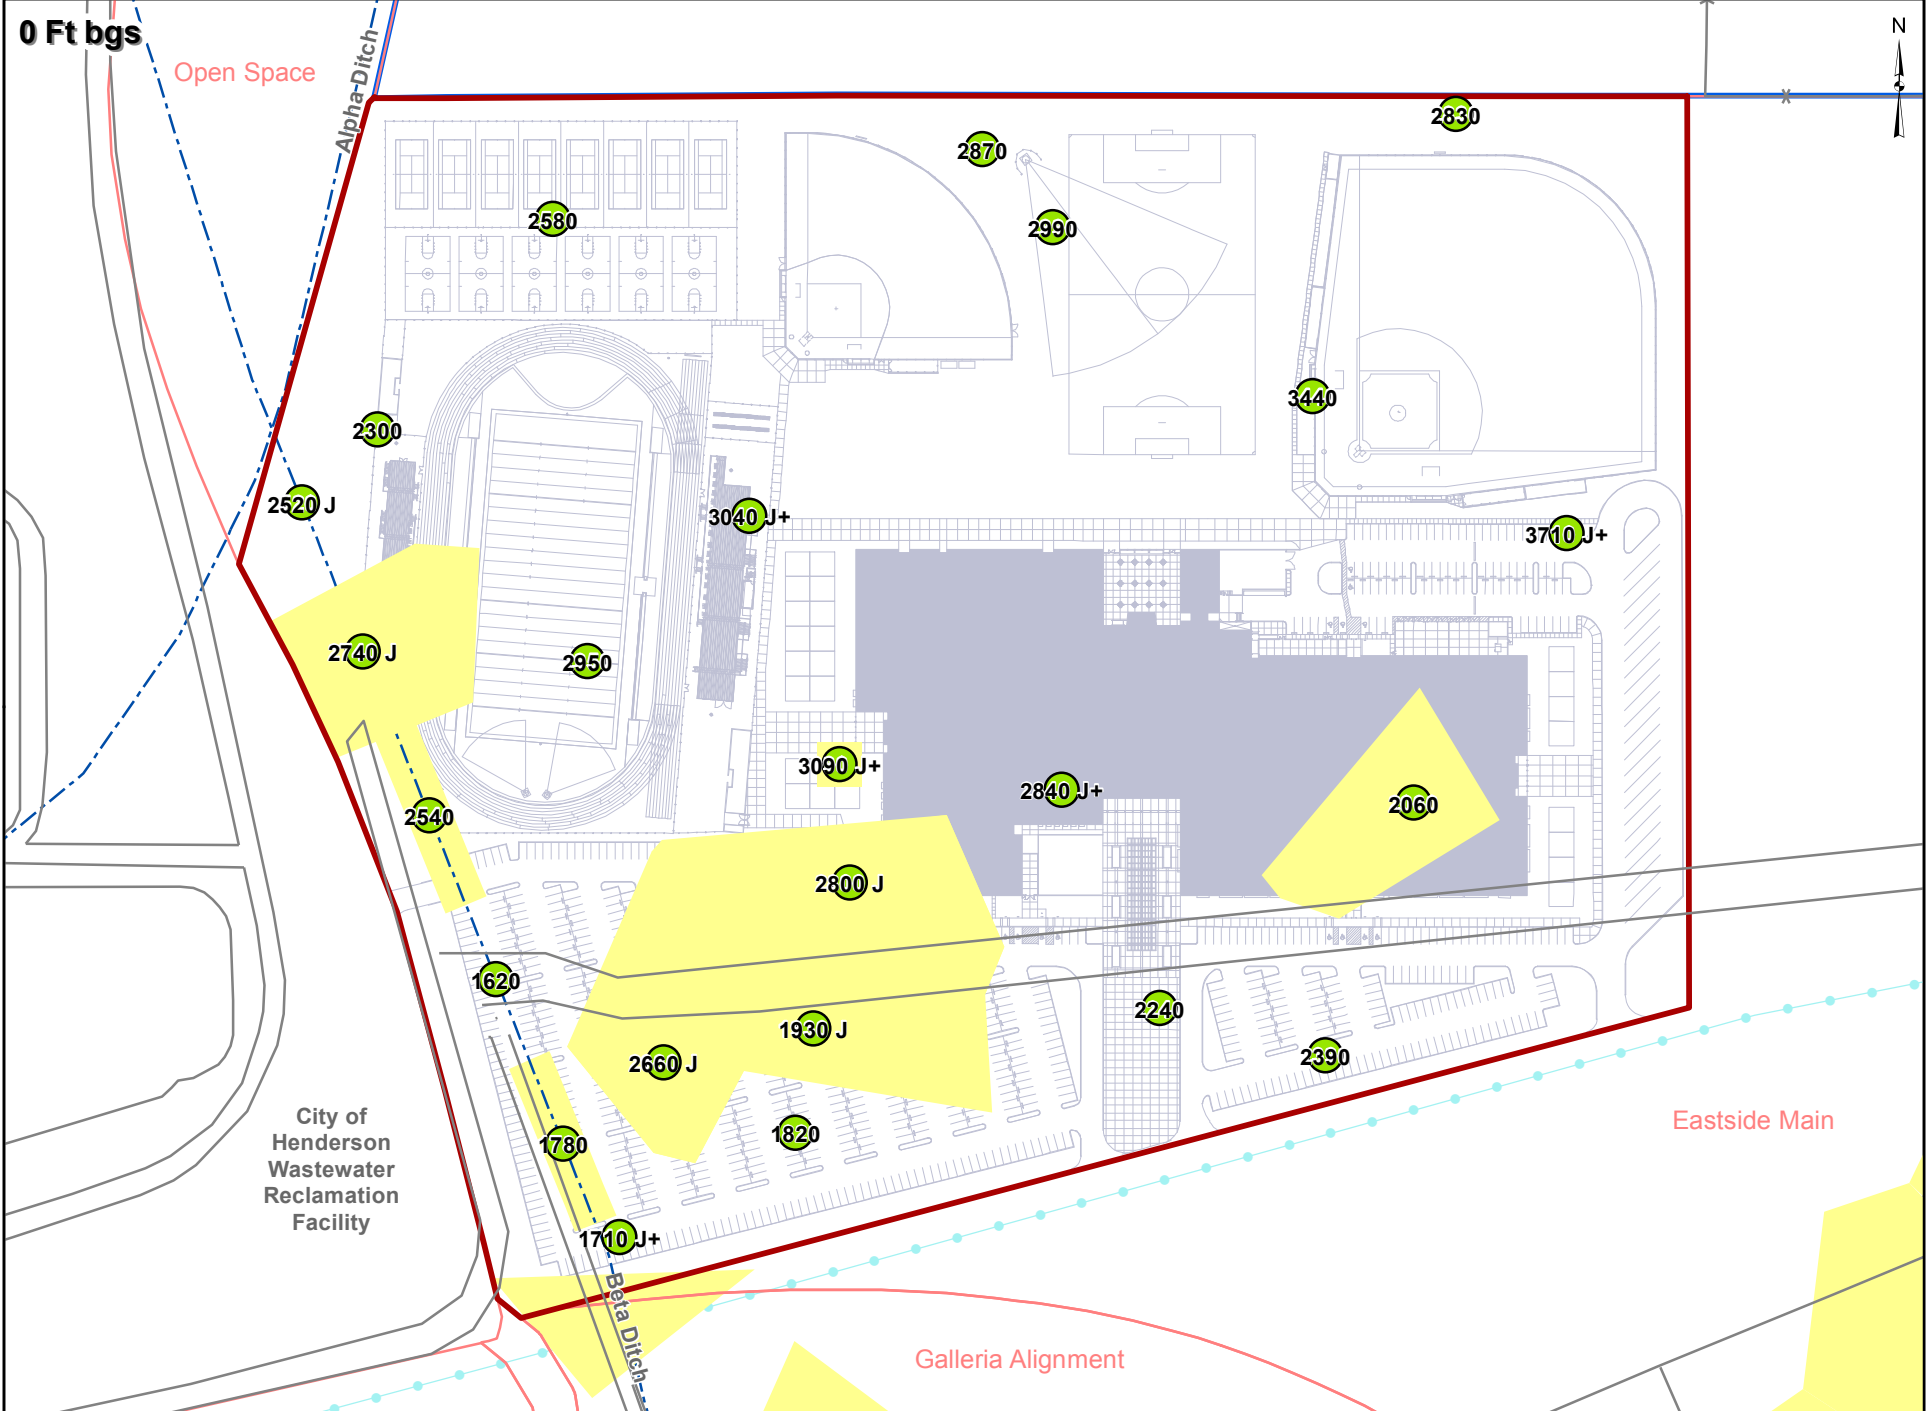 0 Ft bgs
N
Open Space
Alpha Ditch
2830
2870
2580
2990
3440
2300
2520 J
3040 J+
3710 J+
2740 J
2950
3090 J+
2840 J+
2060
2540
2800 J
1620
2240
1930 J
2390
2660 J
1820
1780
1710 J+
City of
Henderson
Wastewater
Reclamation
Facility
Eastside Main
Beta Ditch
Galleria Alignment